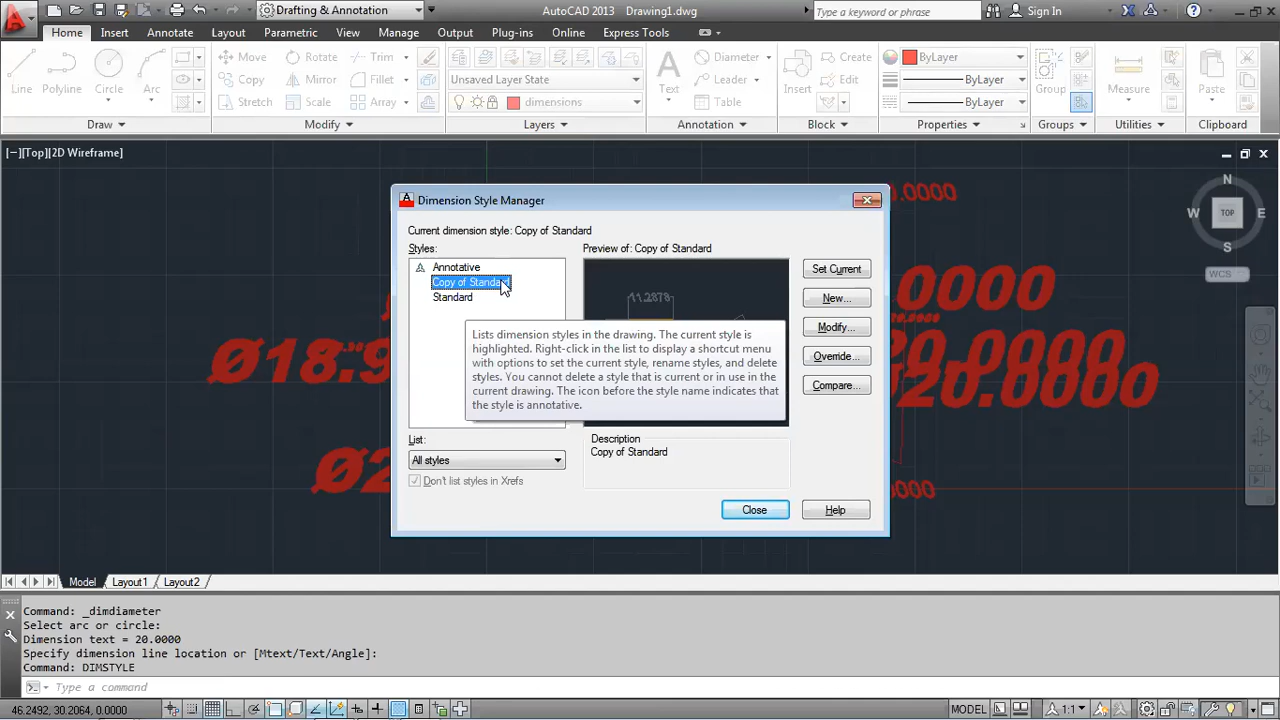 Drafting & Annotation
AutoCAD 2013 Drawing1.dwg
Type a keyword or phrase
Sign In
Home Insert Annotate Layout Parametric View Manage Output Plug-ins Online Express Tools
Line Polyline Circle Arc
Move Rotate Trim
Copy Mirror Fillet
Stretch Scale Array
Unsaved Layer State
dimensions
Text
Diameter
Leader
Table
Insert
Create
Edit
ByLayer
ByLayer
ByLayer
Group
Measure
Paste
Draw Modify Layers Annotation Block Properties Groups Utilities Clipboard
[−][Top][2D Wireframe]
N
W TOP E
S
WCS
Dimension Style Manager
Current dimension style: Copy of Standard
Styles:
Annotative
Copy of Standard
Standard
Preview of: Copy of Standard
11.2878
Set Current
New...
Modify...
Override...
Compare...
Lists dimension styles in the drawing. The current style is
highlighted. Right-click in the list to display a shortcut menu
with options to set the current style, rename styles, and delete
styles. You cannot delete a style that is current or in use in the
current drawing. The icon before the style name indicates that
the style is annotative.
List:
All styles
Don't list styles in Xrefs
Description
Copy of Standard
Close
Help
Ø18.9
Ø2
0.0000
20.0000
Model Layout1 Layout2
Command: _dimdiameter
Select arc or circle:
Dimension text = 20.0000
Specify dimension line location or [Mtext/Text/Angle]:
Command: DIMSTYLE
Type a command
46.2492, 30.2064, 0.0000
MODEL
1:1